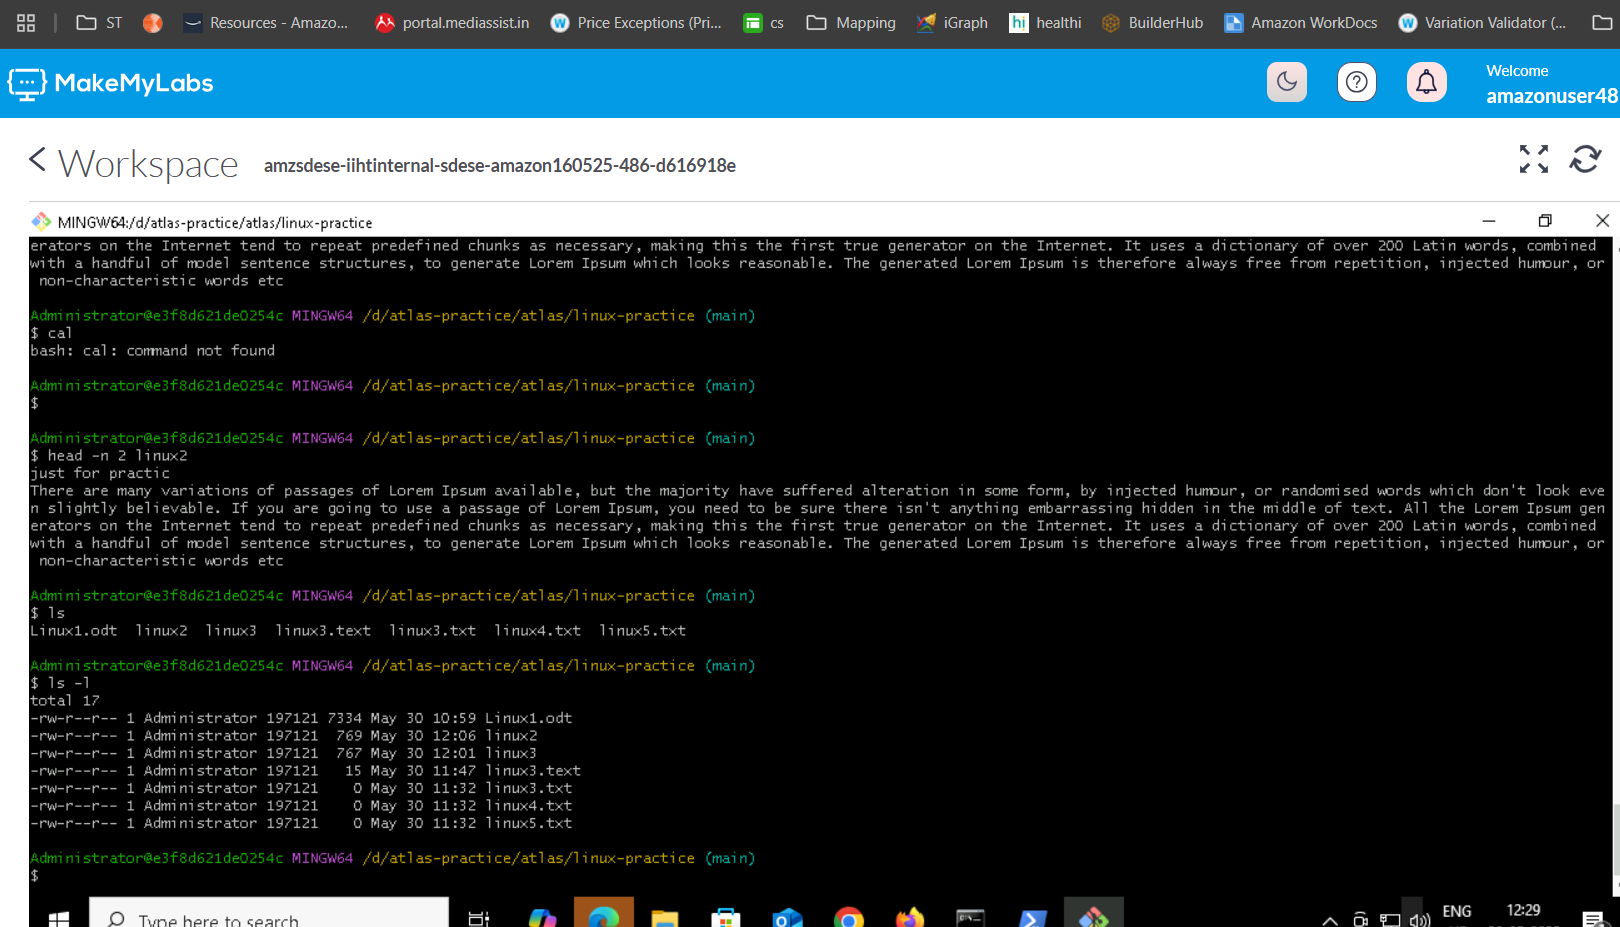 ST
Resources - Amazo...
portal.mediassist.in
Price Exceptions (Pri...
cs
Mapping
iGraph
hi healthi
BuilderHub
Amazon WorkDocs
Variation Validator (...
MakeMyLabs
Welcome
amazonuser48
Workspace
amzsdese-iihtinternal-sdese-amazon160525-486-d616918e
MINGW64:/d/atlas-practice/atlas/linux-practice
erators on the Internet tend to repeat predefined chunks as necessary, making this the first true generator on the Internet. It uses a dictionary of over 200 Latin words, combined
with a handful of model sentence structures, to generate Lorem Ipsum which looks reasonable. The generated Lorem Ipsum is therefore always free from repetition, injected humour, or
non-characteristic words etc
Administrator@e3f8d621de0254c MINGW64 /d/atlas-practice/atlas/linux-practice (main)
$ cal
bash: cal: command not found
Administrator@e3f8d621de0254c MINGW64 /d/atlas-practice/atlas/linux-practice (main)
$
Administrator@e3f8d621de0254c MINGW64 /d/atlas-practice/atlas/linux-practice (main)
$ head -n 2 linux2
just for practic
There are many variations of passages of Lorem Ipsum available, but the majority have suffered alteration in some form, by injected humour, or randomised words which don't look eve
n slightly believable. If you are going to use a passage of Lorem Ipsum, you need to be sure there isn't anything embarrassing hidden in the middle of text. All the Lorem Ipsum gen
erators on the Internet tend to repeat predefined chunks as necessary, making this the first true generator on the Internet. It uses a dictionary of over 200 Latin words, combined
with a handful of model sentence structures, to generate Lorem Ipsum which looks reasonable. The generated Lorem Ipsum is therefore always free from repetition, injected humour, or
non-characteristic words etc
Administrator@e3f8d621de0254c MINGW64 /d/atlas-practice/atlas/linux-practice (main)
$ ls
Linux1.odt linux2 linux3 linux3.text linux3.txt linux4.txt linux5.txt
Administrator@e3f8d621de0254c MINGW64 /d/atlas-practice/atlas/linux-practice (main)
$ ls -l
total 17
-rw-r--r-- 1 Administrator 197121 7334 May 30 10:59 Linux1.odt
-rw-r--r-- 1 Administrator 197121 769 May 30 12:06 linux2
-rw-r--r-- 1 Administrator 197121 767 May 30 12:01 linux3
-rw-r--r-- 1 Administrator 197121 15 May 30 11:47 linux3.text
-rw-r--r-- 1 Administrator 197121 0 May 30 11:32 linux3.txt
-rw-r--r-- 1 Administrator 197121 0 May 30 11:32 linux4.txt
-rw-r--r-- 1 Administrator 197121 0 May 30 11:32 linux5.txt
Administrator@e3f8d621de0254c MINGW64 /d/atlas-practice/atlas/linux-practice (main)
$
Type here to search
ENG
12:29